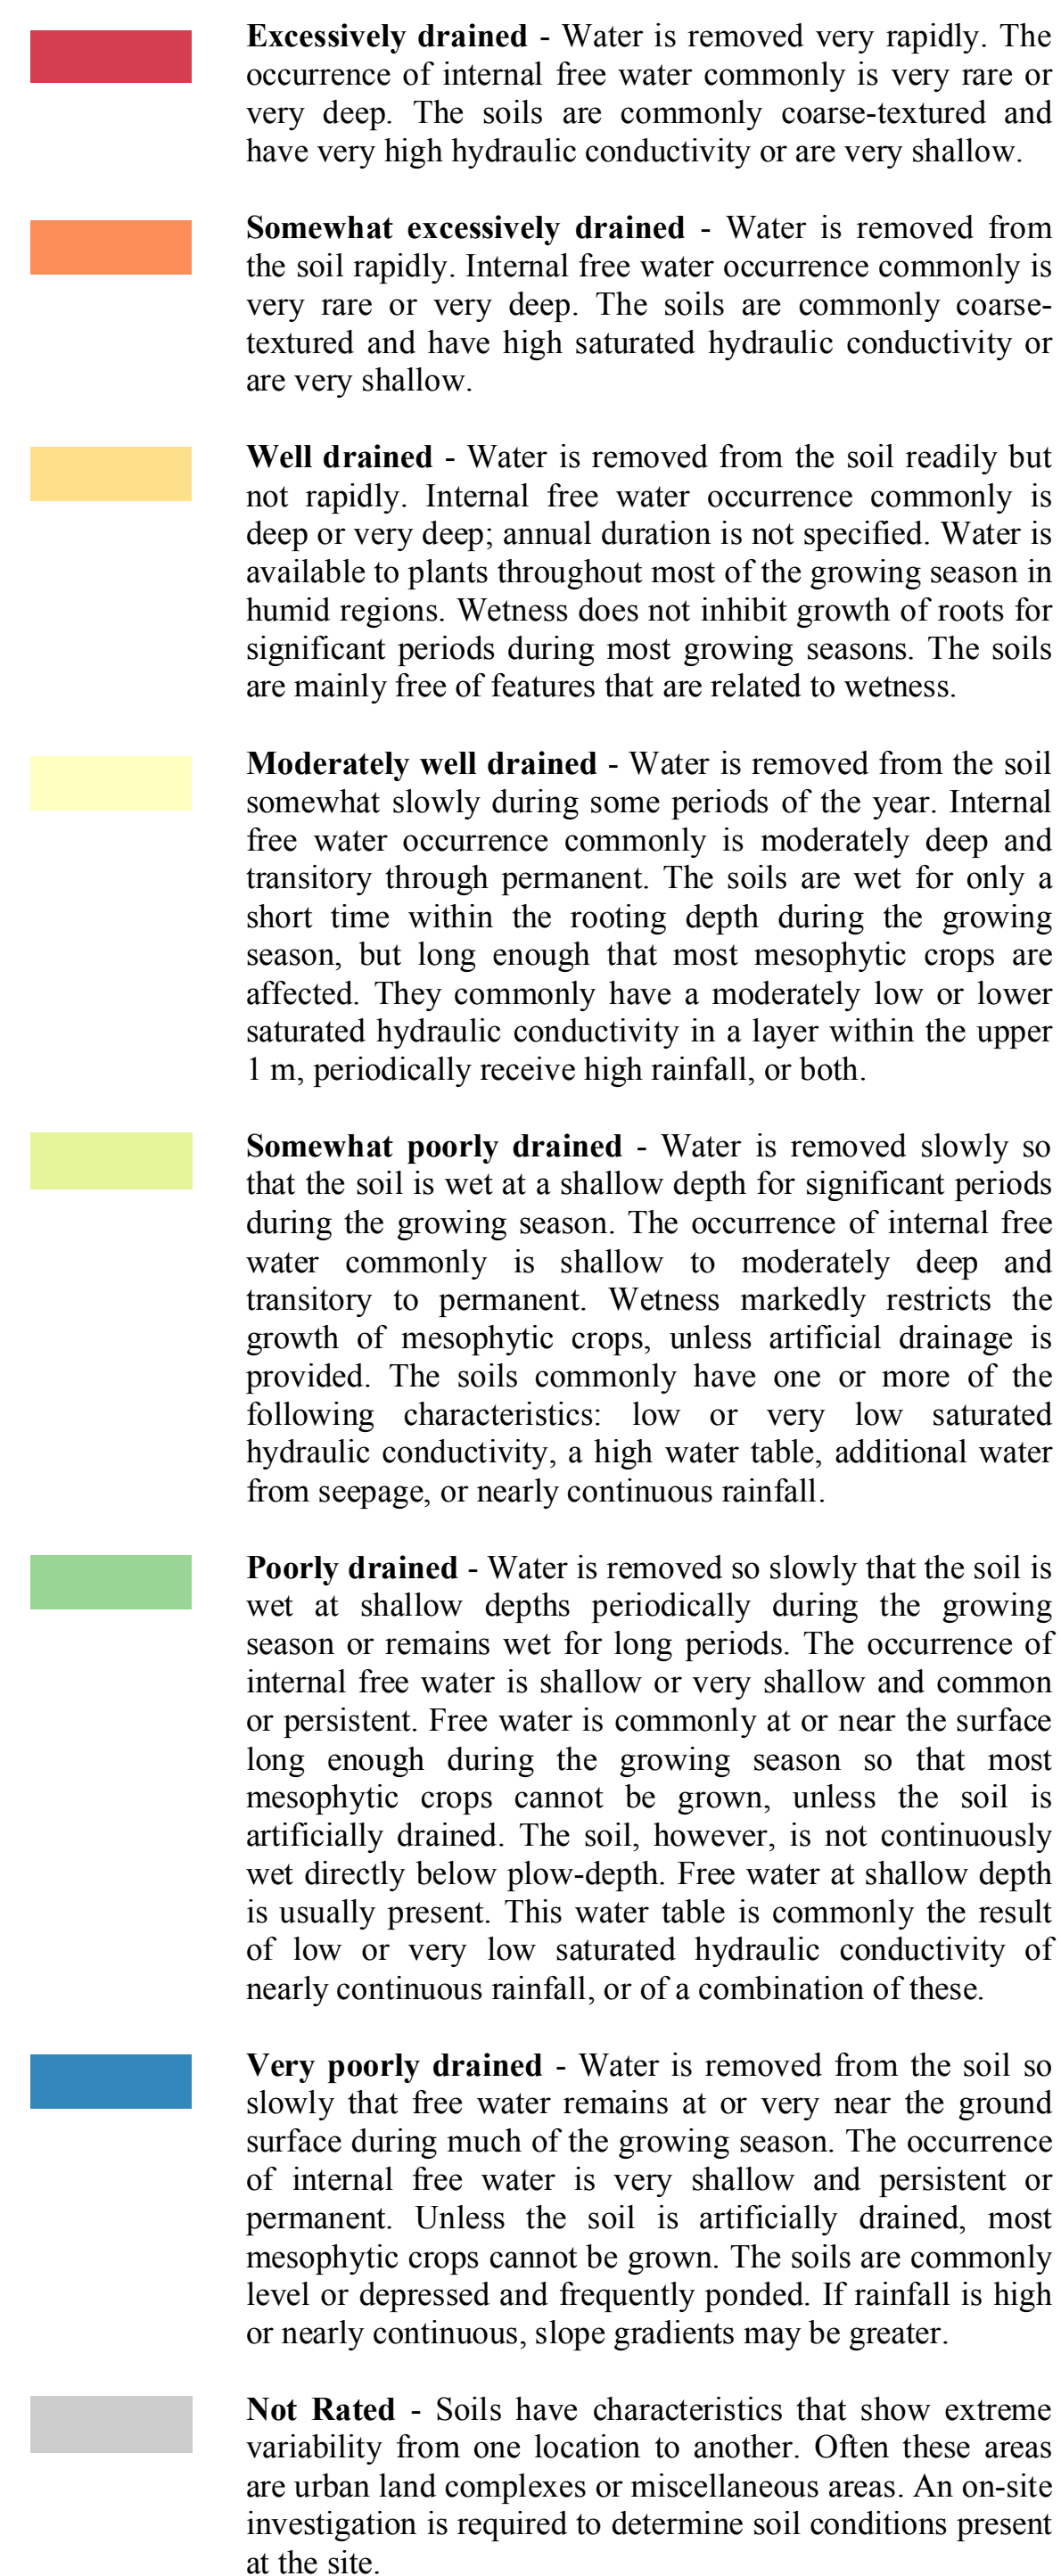 Excessively drained - Water is removed very rapidly. The
occurrence of internal free water commonly is very rare or
very deep. The soils are commonly coarse-textured and
have very high hydraulic conductivity or are very shallow.
Somewhat excessively drained - Water is removed from
the soil rapidly. Internal free water occurrence commonly is
very rare or very deep. The soils are commonly coarse-
textured and have high saturated hydraulic conductivity or
are very shallow.
Well drained - Water is removed from the soil readily but
not rapidly. Internal free water occurrence commonly is
deep or very deep; annual duration is not specified. Water is
available to plants throughout most of the growing season in
humid regions. Wetness does not inhibit growth of roots for
significant periods during most growing seasons. The soils
are mainly free of features that are related to wetness.
Moderately well drained - Water is removed from the soil
somewhat slowly during some periods of the year. Internal
free water occurrence commonly is moderately deep and
transitory through permanent. The soils are wet for only a
short time within the rooting depth during the growing
season, but long enough that most mesophytic crops are
affected. They commonly have a moderately low or lower
saturated hydraulic conductivity in a layer within the upper
1 m, periodically receive high rainfall, or both.
Somewhat poorly drained - Water is removed slowly so
that the soil is wet at a shallow depth for significant periods
during the growing season. The occurrence of internal free
water commonly is shallow to moderately deep and
transitory to permanent. Wetness markedly restricts the
growth of mesophytic crops, unless artificial drainage is
provided. The soils commonly have one or more of the
following characteristics: low or very low saturated
hydraulic conductivity, a high water table, additional water
from seepage, or nearly continuous rainfall.
Poorly drained - Water is removed so slowly that the soil is
wet at shallow depths periodically during the growing
season or remains wet for long periods. The occurrence of
internal free water is shallow or very shallow and common
or persistent. Free water is commonly at or near the surface
long enough during the growing season so that most
mesophytic crops cannot be grown, unless the soil is
artificially drained. The soil, however, is not continuously
wet directly below plow-depth. Free water at shallow depth
is usually present. This water table is commonly the result
of low or very low saturated hydraulic conductivity of
nearly continuous rainfall, or of a combination of these.
Very poorly drained - Water is removed from the soil so
slowly that free water remains at or very near the ground
surface during much of the growing season. The occurrence
of internal free water is very shallow and persistent or
permanent. Unless the soil is artificially drained, most
mesophytic crops cannot be grown. The soils are commonly
level or depressed and frequently ponded. If rainfall is high
or nearly continuous, slope gradients may be greater.
Not Rated - Soils have characteristics that show extreme
variability from one location to another. Often these areas
are urban land complexes or miscellaneous areas. An on-site
investigation is required to determine soil conditions present
at the site.